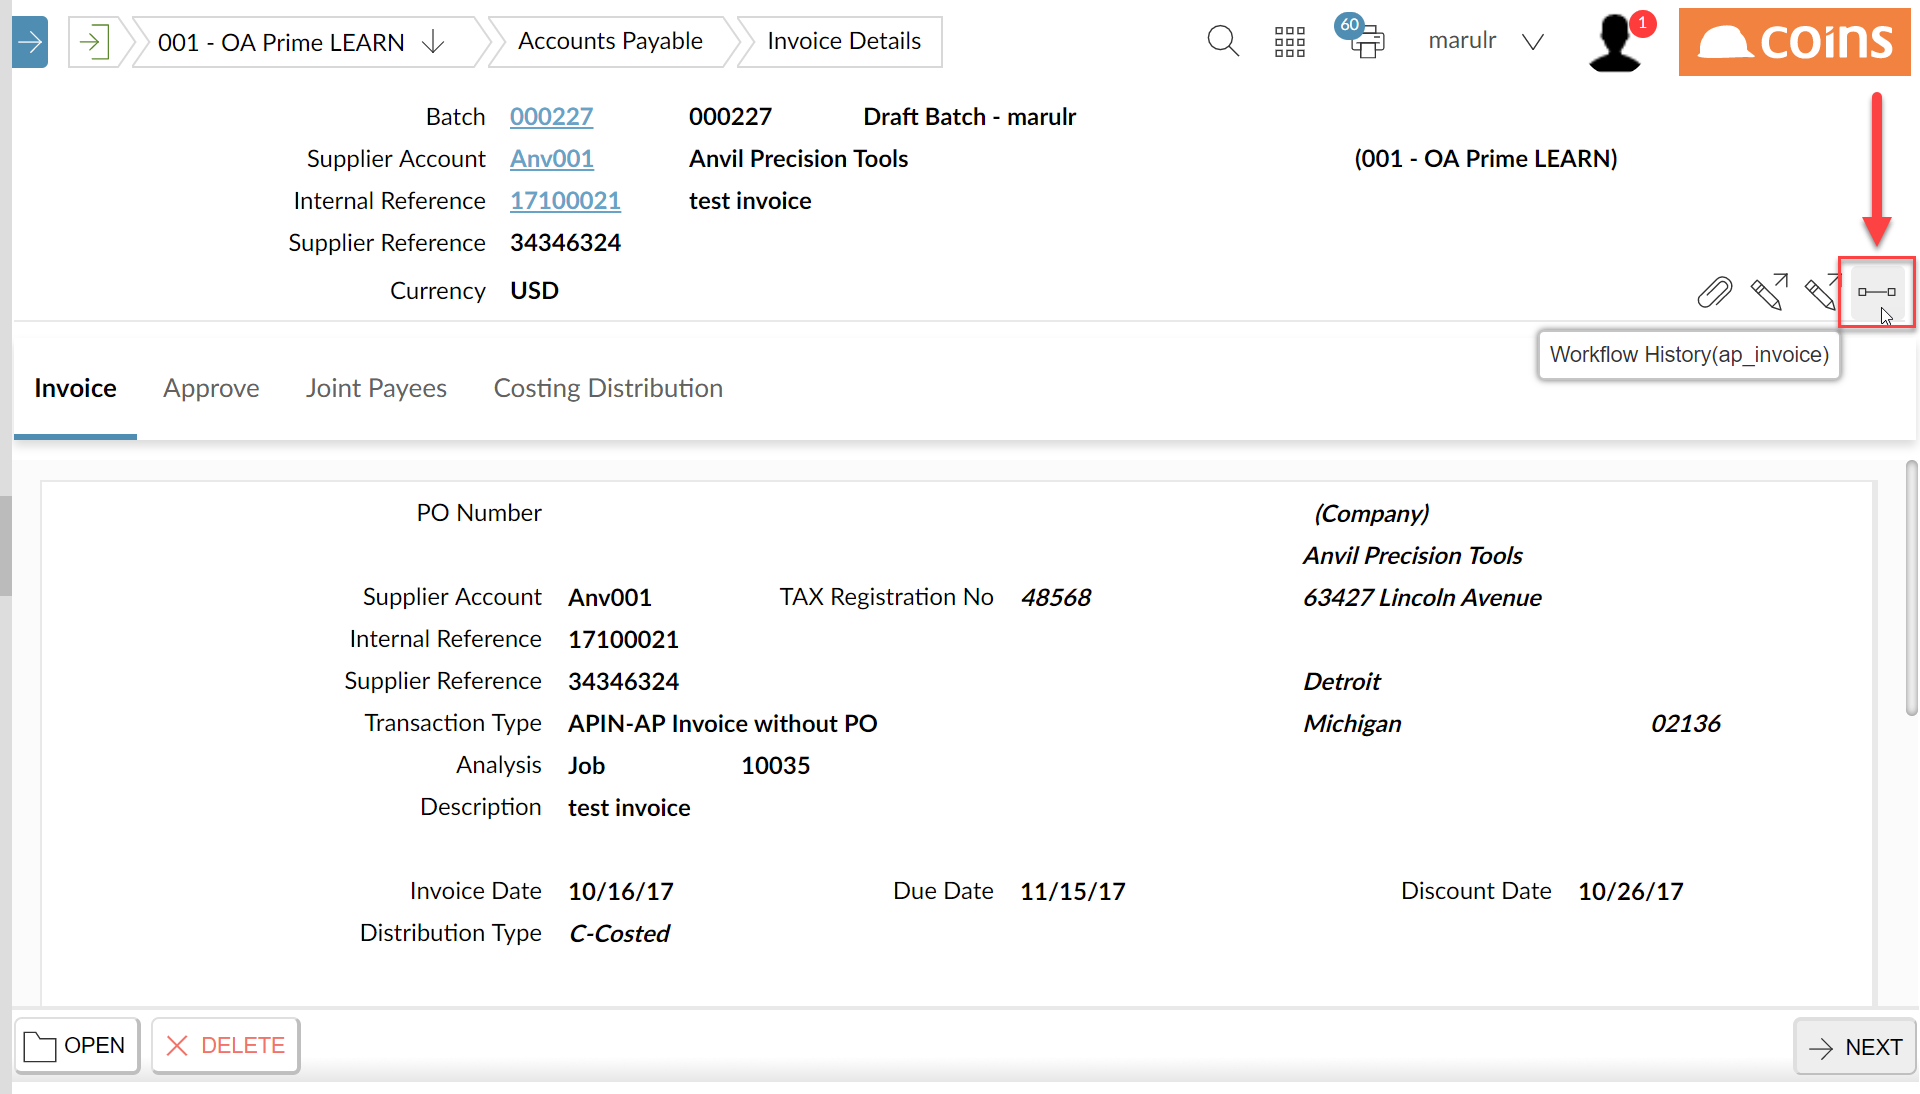 001 - OA Prime LEARN
Accounts Payable
Invoice Details
60
marulr
1
coins
Batch 000227 000227 Draft Batch - marulr
Supplier Account Anv001 Anvil Precision Tools (001 - OA Prime LEARN)
Internal Reference 17100021 test invoice
Supplier Reference 34346324
Currency USD
Workflow History(ap_invoice)
Invoice Approve Joint Payees Costing Distribution
PO Number (Company)
Anvil Precision Tools
Supplier Account Anv001 TAX Registration No 48568 63427 Lincoln Avenue
Internal Reference 17100021
Supplier Reference 34346324 Detroit
Transaction Type APIN-AP Invoice without PO Michigan 02136
Analysis Job 10035
Description test invoice
Invoice Date 10/16/17 Due Date 11/15/17 Discount Date 10/26/17
Distribution Type C-Costed
OPEN DELETE NEXT